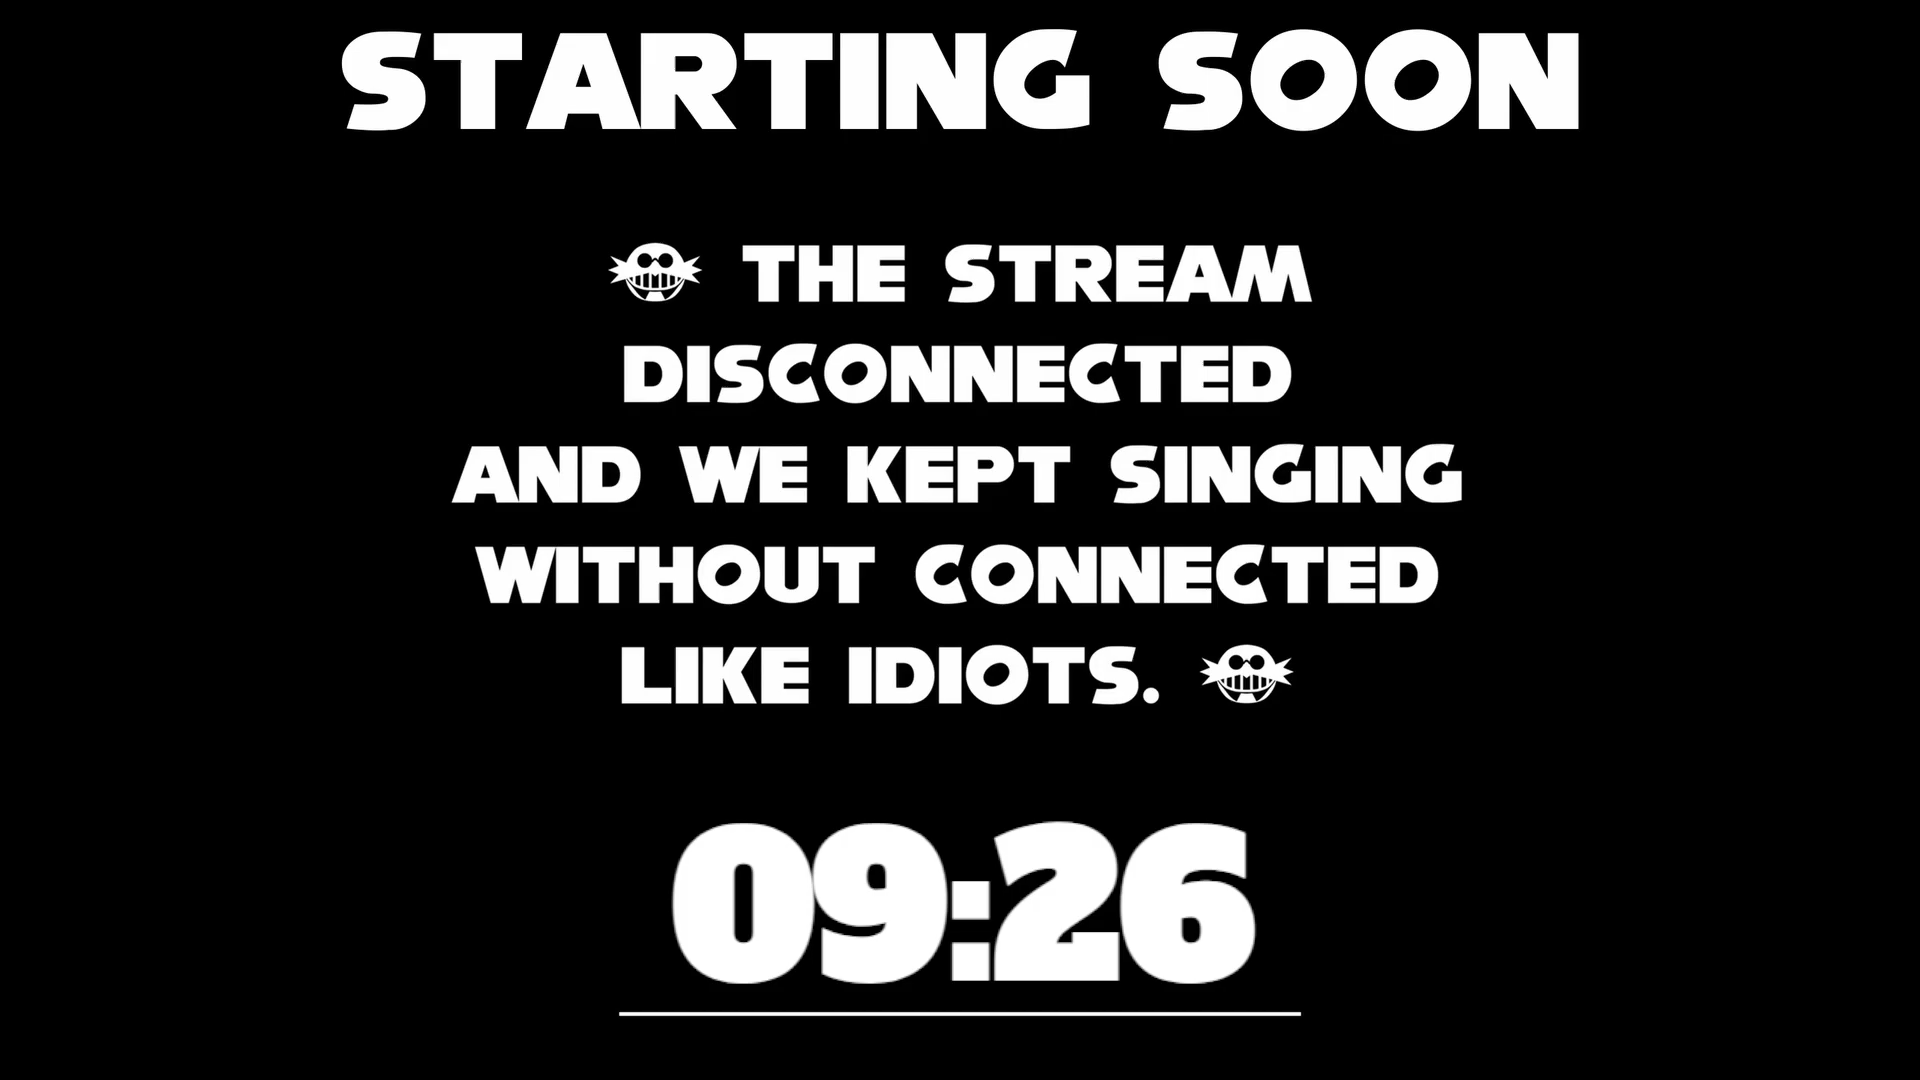 STARTING SOON
THE STREAM
DISCONNECTED
AND WE KEPT SINGING
WITHOUT CONNECTED
LIKE IDIOTS.
09:26